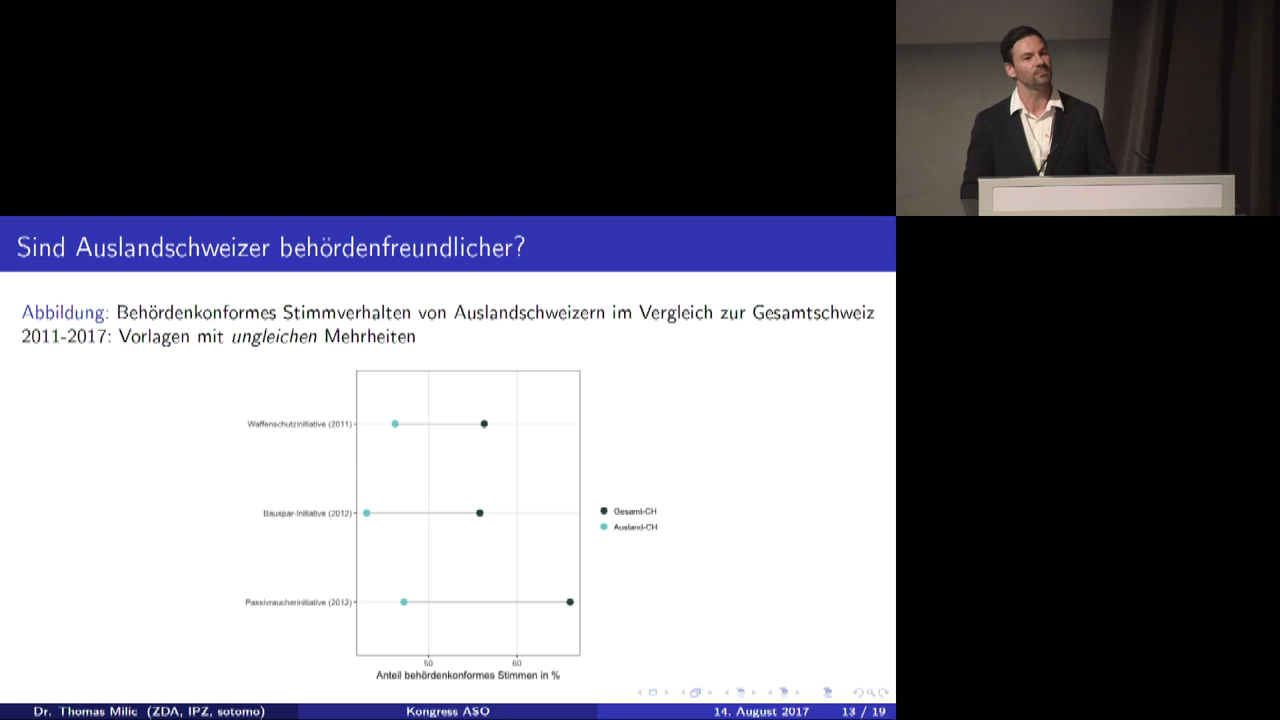 Sind Auslandschweizer behördenfreundlicher?
Abbildung: Behördenkonformes Stimmverhalten von Auslandschweizern im Vergleich zur Gesamtschweiz
2011-2017: Vorlagen mit ungleichen Mehrheiten
Waffenschutzinitiative (2011)
Bauspar-Initiative (2012)
Passivraucherinitiative (2012)
Gesamt-CH
Ausland-CH
50 60
Anteil behördenkonformes Stimmen in %
Dr. Thomas Milic (ZDA, IPZ, sotomo) Kongress ASO 14. August 2017 13 / 19